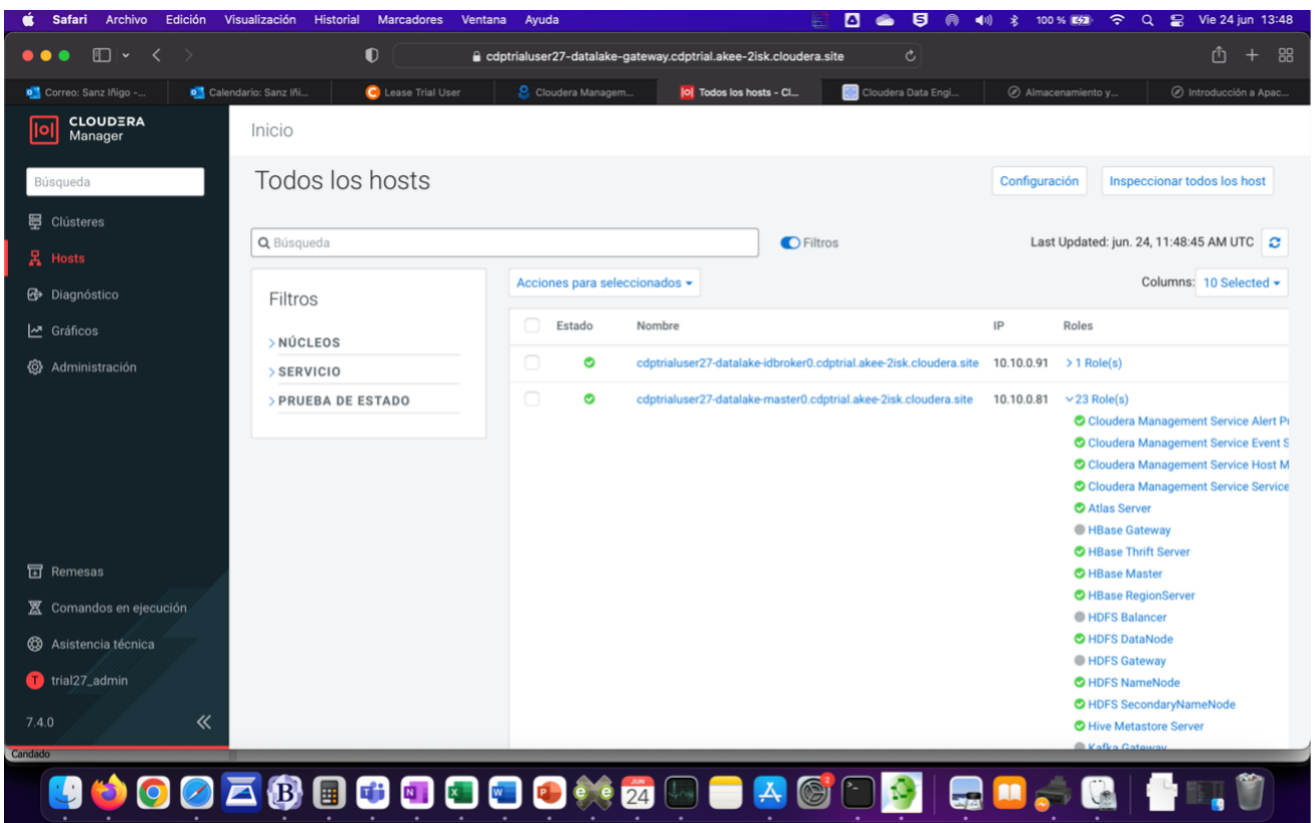 Safari Archivo Edición Visualización Historial Marcadores Ventana Ayuda 100 % Vie 24 jun 13:48
cdptrialuser27-datalake-gateway.cdptrial.akee-2isk.cloudera.site
Correo: Sanz Iñigo -... Calendario: Sanz Iñi... Lease Trial User Cloudera Managem... Todos los hosts - Cl... Cloudera Data Engi... Almacenamiento y... Introducción a Apac...
CLOUDERA
Manager
Inicio
Búsqueda
Todos los hosts
Configuración Inspeccionar todos los host
Clústeres
Hosts
Diagnóstico
Gráficos
Administración
Búsqueda Filtros Last Updated: jun. 24, 11:48:45 AM UTC
Filtros
NÚCLEOS
SERVICIO
PRUEBA DE ESTADO
Acciones para seleccionados Columns: 10 Selected
Estado Nombre IP Roles
cdptrialuser27-datalake-idbroker0.cdptrial.akee-2isk.cloudera.site 10.10.0.91 1 Role(s)
cdptrialuser27-datalake-master0.cdptrial.akee-2isk.cloudera.site 10.10.0.81 23 Role(s)
Cloudera Management Service Alert P
Cloudera Management Service Event S
Cloudera Management Service Host M
Cloudera Management Service Service
Atlas Server
HBase Gateway
HBase Thrift Server
HBase Master
HBase RegionServer
HDFS Balancer
HDFS DataNode
HDFS Gateway
HDFS NameNode
HDFS SecondaryNameNode
Hive Metastore Server
Kafka Gateway
Remesas
Comandos en ejecución
Asistencia técnica
T trial27_admin
7.4.0
Candado
JUN
24
2